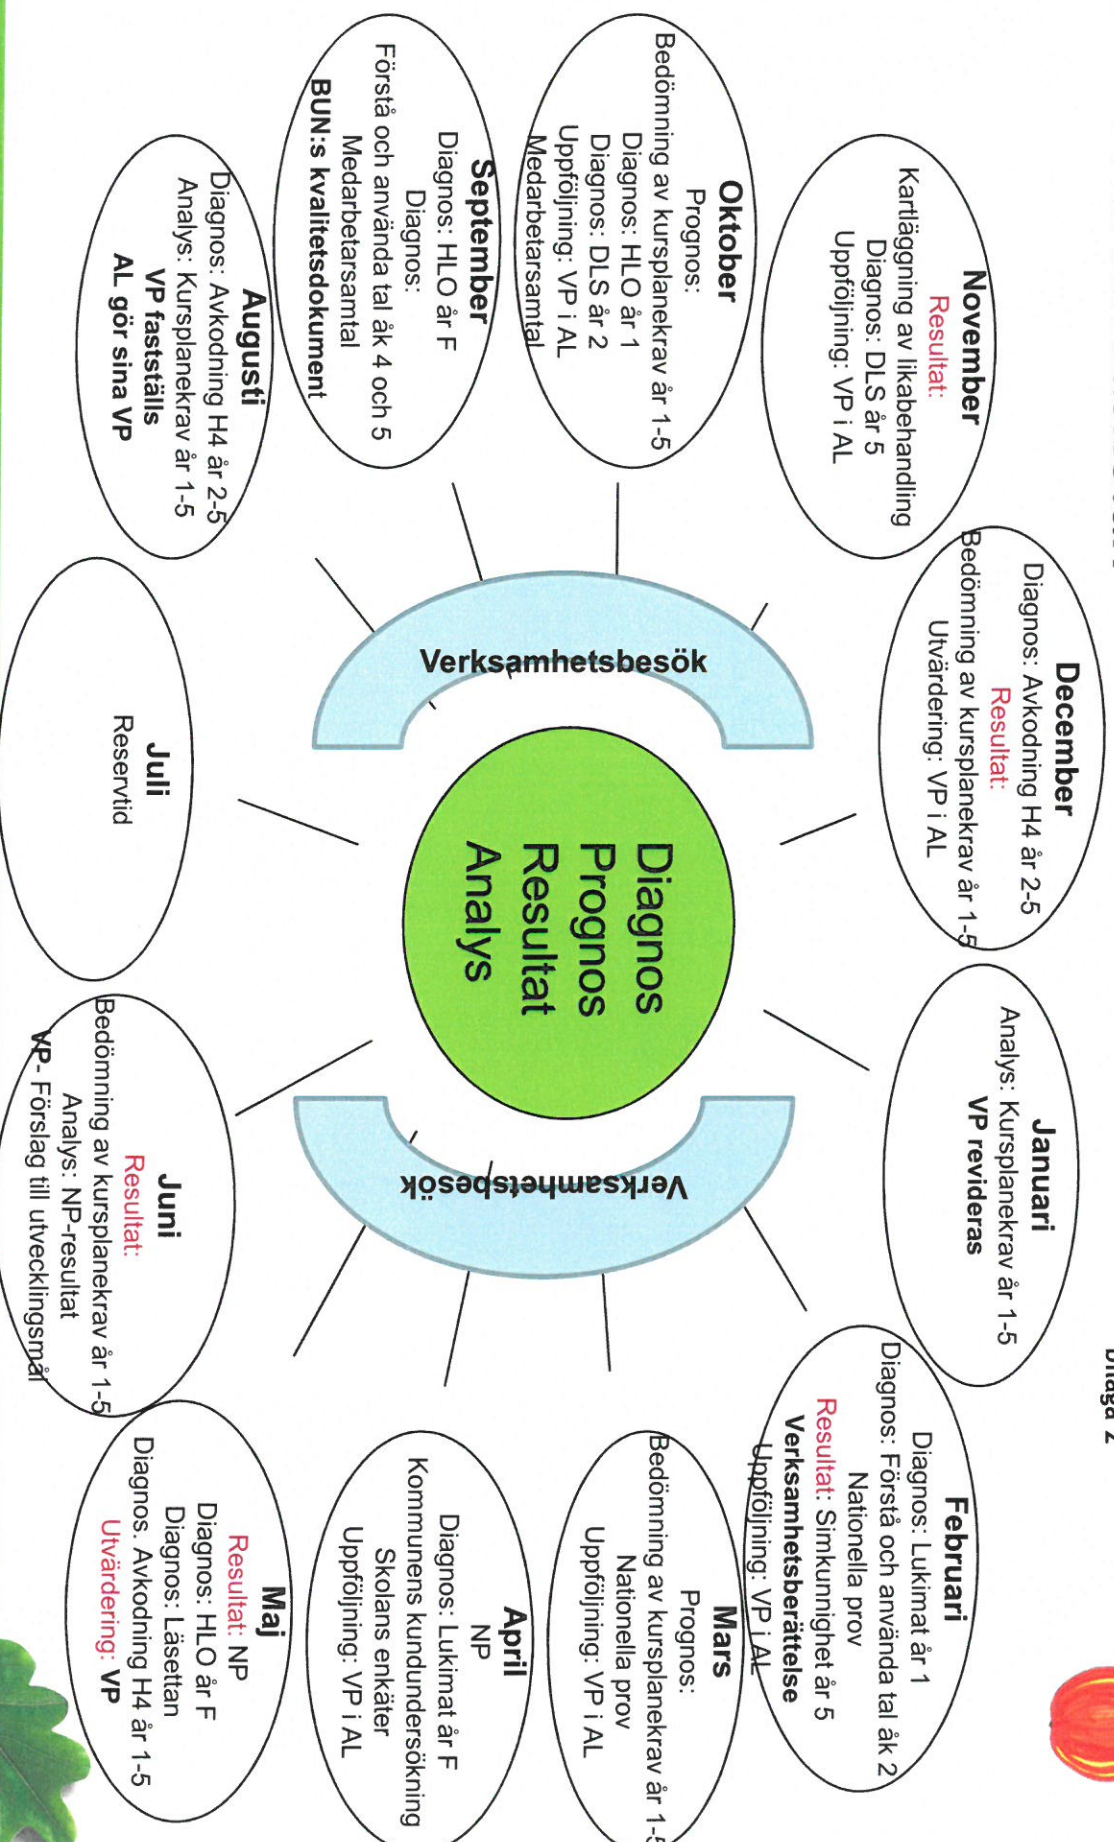 Bilaga 2
November
Resultat:
Kartläggning av likabehandling
Diagnos: DLS år 5
Uppföljning: VP i AL
December
Diagnos: Avkodning H4 år 2-5
Resultat:
Bedömning av kursplanekrav år 1-5
Utvärdering: VP i AL
Januari
Analys: Kursplanekrav år 1-5
VP revideras
Februari
Diagnos: Lukimat år 1
Diagnos: Förstå och använda tal åk 2
Nationella prov
Resultat: Simkunnighet år 5
Verksamhetsberättelse
Uppföljning: VP i AL
Mars
Prognos:
Bedömning av kursplanekrav år 1-5
Nationella prov
Uppföljning: VP i AL
April
NP
Diagnos: Lukimat år F
Kommunens kundundersökning
Skolans enkäter
Uppföljning: VP i AL
Maj
Resultat: NP
Diagnos: HLO år F
Diagnos: Läsettan
Diagnos. Avkodning H4 år 1-5
Utvärdering: VP
Juni
Resultat:
Bedömning av kursplanekrav år 1-5
Analys: NP-resultat
VP- Förslag till utvecklingsmål
Juli
Reservtid
Augusti
Diagnos: Avkodning H4 år 2-5
Analys: Kursplanekrav år 1-5
VP fastställs
AL gör sina VP
September
Diagnos: HLO år F
Diagnos:
Förstå och använda tal åk 4 och 5
Medarbetarsamtal
BUN:s kvalitetsdokument
Oktober
Prognos:
Bedömning av kursplanekrav år 1-5
Diagnos: HLO år 1
Diagnos: DLS år 2
Uppföljning: VP i AL
Medarbetarsamtal
Verksamhetsbesök
Diagnos
Prognos
Resultat
Analys
Verksamhetsbesök